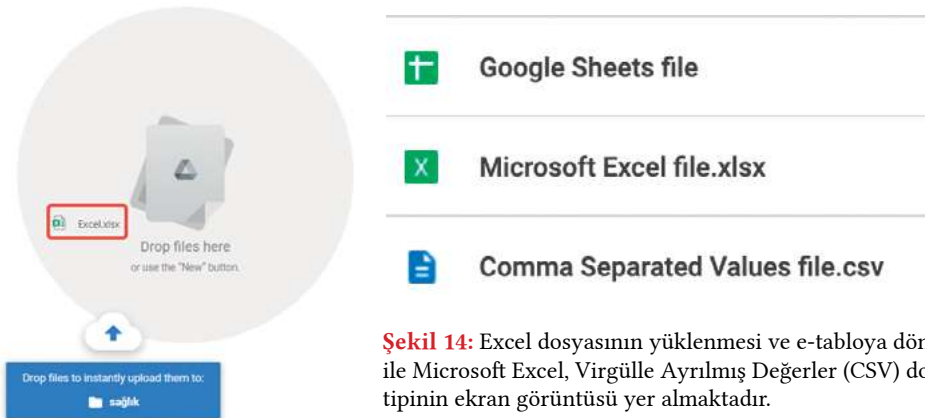 Excel.xlsx
Drop files here
or use the "New" button.
Drop files to instantly upload them to:
sağlık
Google Sheets file
X
Microsoft Excel file.xlsx
Comma Separated Values file.csv
Şekil 14: Excel dosyasının yüklenmesi ve e-tabloya dön
ile Microsoft Excel, Virgülle Ayrılmış Değerler (CSV) do
tipinin ekran görüntüsü yer almaktadır.